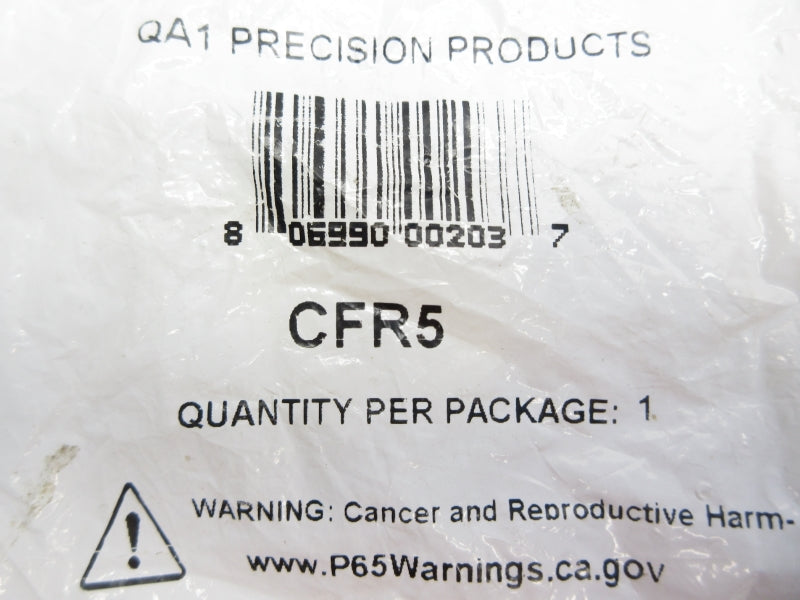 QA1 PRECISION PRODUCTS
8 06990 00203 7
CFR5
QUANTITY PER PACKAGE: 1
WARNING: Cancer and Reproductive Harm-
www.P65Warnings.ca.gov